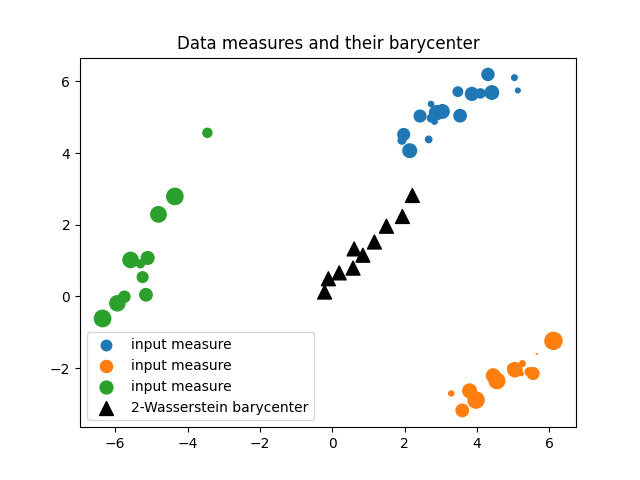 Data measures and their barycenter
6
4
2
0
−2
input measure
input measure
input measure
2-Wasserstein barycenter
−6 −4 −2 0 2 4 6